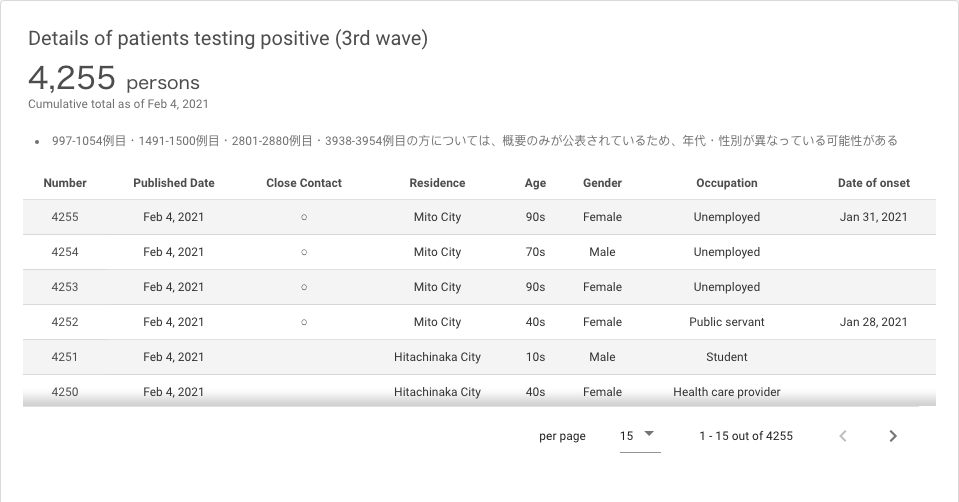 Details of patients testing positive (3rd wave)
4,255 persons
Cumulative total as of Feb 4, 2021
• 997-1054例目・1491-1500例目・2801-2880例目・3938-3954例目の方については、概要のみが公表されているため、年代・性別が異なっている可能性がある
Number Published Date Close Contact Residence Age Gender Occupation Date of onset
4255 Feb 4, 2021 ○ Mito City 90s Female Unemployed Jan 31, 2021
4254 Feb 4, 2021 ○ Mito City 70s Male Unemployed
4253 Feb 4, 2021 ○ Mito City 90s Female Unemployed
4252 Feb 4, 2021 ○ Mito City 40s Female Public servant Jan 28, 2021
4251 Feb 4, 2021 Hitachinaka City 10s Male Student
4250 Feb 4, 2021 Hitachinaka City 40s Female Health care provider
per page 15 1 - 15 out of 4255